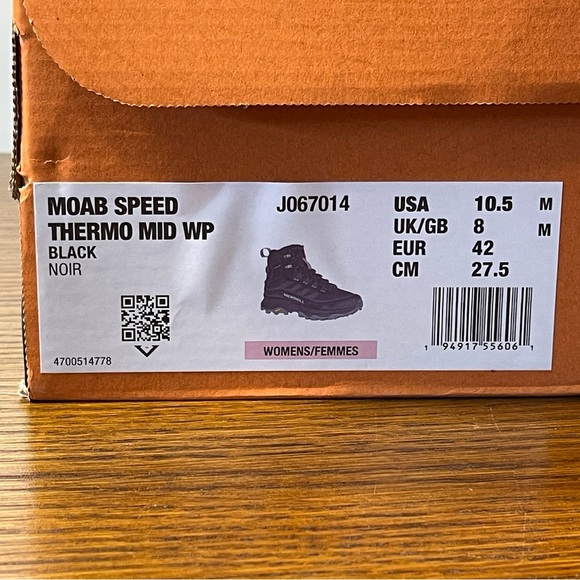 MOAB SPEED J067014
THERMO MID WP
BLACK
NOIR
USA 10.5 M
UK/GB 8 M
EUR 42
CM 27.5
MERRELL
WOMENS/FEMMES
4700514778
1 94917 55606 1